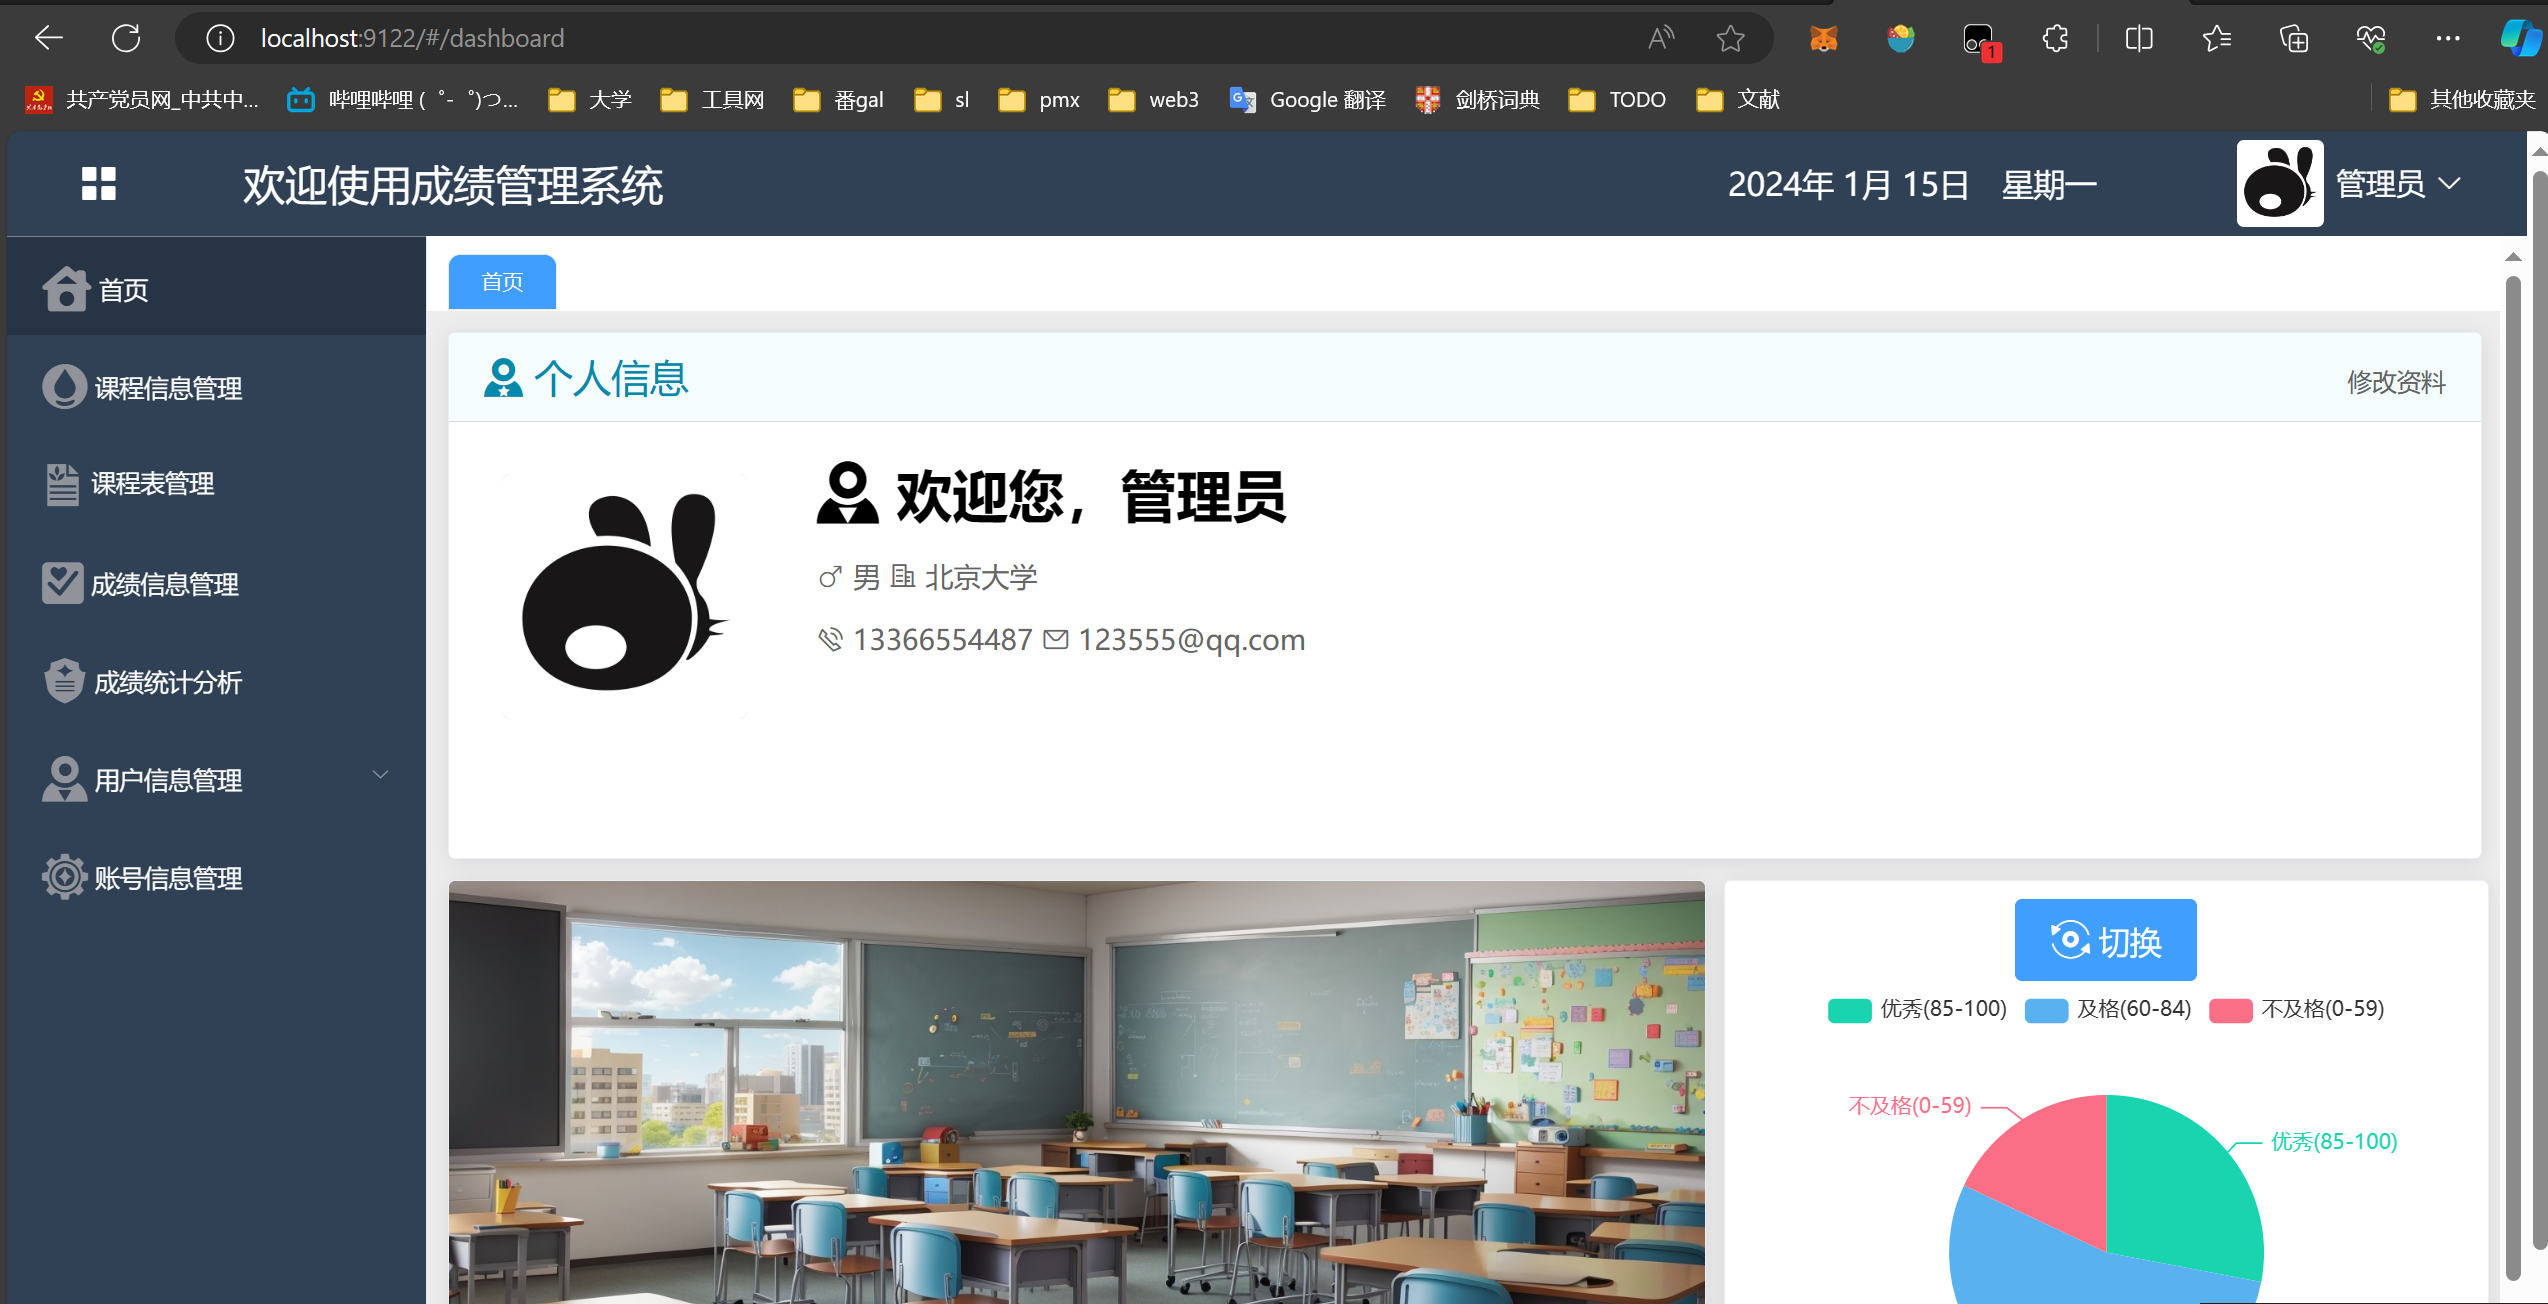 localhost:9122/#/dashboard
1
共产党员网_中共中...
哔哩哔哩 (゜-゜)つ...
大学
工具网
番gal
sl
pmx
web3
Google 翻译
剑桥词典
TODO
文献
其他收藏夹
欢迎使用成绩管理系统
2024年 1月 15日 星期一
管理员
首页
课程信息管理
课程表管理
成绩信息管理
成绩统计分析
用户信息管理
账号信息管理
首页
个人信息
修改资料
欢迎您，管理员
男 北京大学
13366554487 123555@qq.com
切换
优秀(85-100) 及格(60-84) 不及格(0-59)
不及格(0-59)
优秀(85-100)